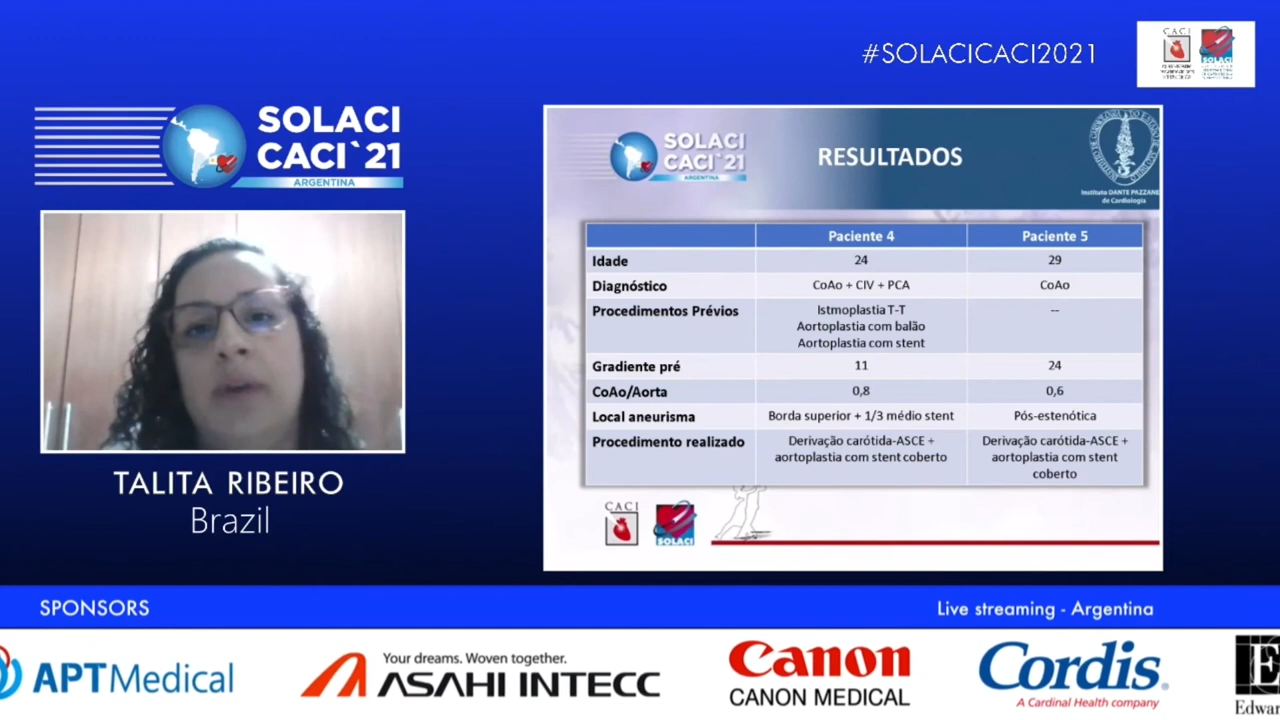 #SOLACICACI2021
CACI
SOLACI
SOLACI
CACI`21
ARGENTINA
TALITA RIBEIRO
Brazil
SOLACI
CACI`21
ARGENTINA
RESULTADOS
Instituto DANTE PAZZANE
de Cardiologia
Paciente 4 Paciente 5
Idade 24 29
Diagnóstico CoAo + CIV + PCA CoAo
Procedimentos Prévios Istmoplastia T-T --
Aortoplastia com balão
Aortoplastia com stent
Gradiente pré 11 24
CoAo/Aorta 0,8 0,6
Local aneurisma Borda superior + 1/3 médio stent Pós-estenótica
Procedimento realizado Derivação carótida-ASCE + Derivação carótida-ASCE +
aortoplastia com stent coberto aortoplastia com stent
coberto
CACI
SOLACI
SPONSORS
Live streaming - Argentina
APTMedical
Your dreams. Woven together.
ASAHI INTECC
Canon
CANON MEDICAL
Cordis®
A Cardinal Health company
E
Edwar